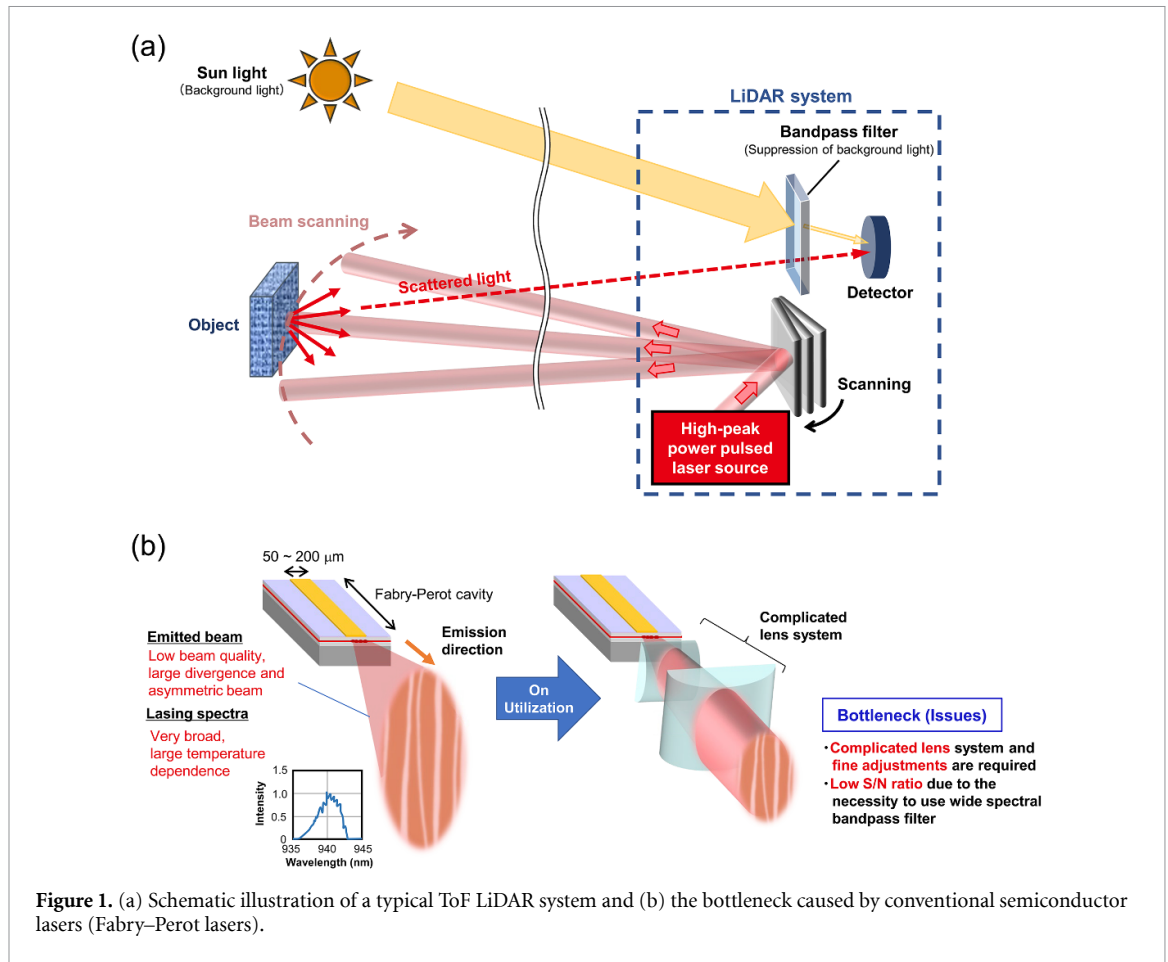 (a)
Sun light
(Background light)
LiDAR system
Bandpass filter
(Suppression of background light)
Beam scanning
Scattered light
Object
Detector
Scanning
High-peak
power pulsed
laser source
(b)
50 ~ 200 μm
Fabry-Perot cavity
Emission
direction
Emitted beam
Low beam quality,
large divergence and
asymmetric beam
Lasing spectra
Very broad,
large temperature
dependence
Intensity
1.5
1.0
0.5
0
935
940
945
Wavelength (nm)
On
Utilization
Complicated
lens system
Bottleneck (Issues)
・Complicated lens system and
fine adjustments are required
・Low S/N ratio due to the
necessity to use wide spectral
bandpass filter
Figure 1. (a) Schematic illustration of a typical ToF LiDAR system and (b) the bottleneck caused by conventional semiconductor
lasers (Fabry–Perot lasers).